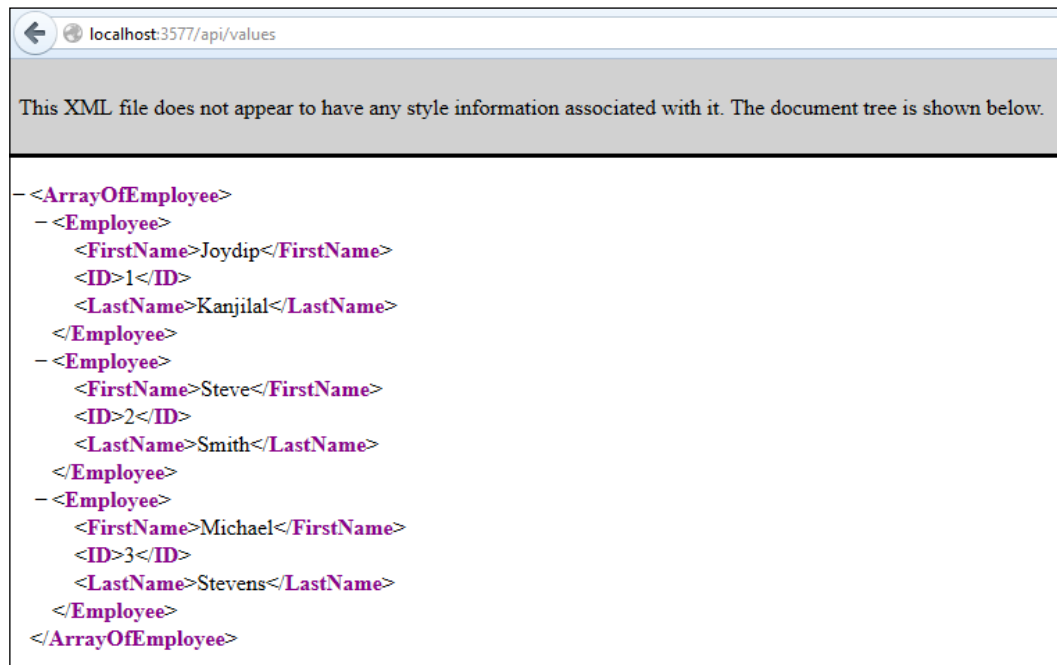 localhost:3577/api/values
This XML file does not appear to have any style information associated with it. The document tree is shown below.
−<ArrayOfEmployee>
−<Employee>
<FirstName>Joydip</FirstName>
<ID>1</ID>
<LastName>Kanjilal</LastName>
</Employee>
−<Employee>
<FirstName>Steve</FirstName>
<ID>2</ID>
<LastName>Smith</LastName>
</Employee>
−<Employee>
<FirstName>Michael</FirstName>
<ID>3</ID>
<LastName>Stevens</LastName>
</Employee>
</ArrayOfEmployee>